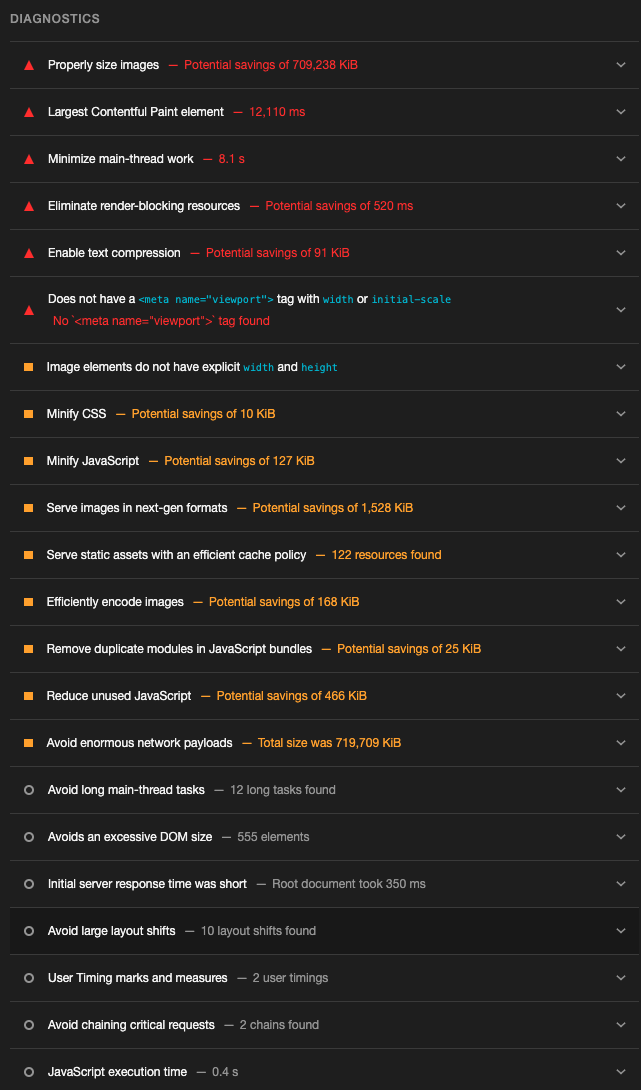 DIAGNOSTICS
Properly size images — Potential savings of 709,238 KiB
Largest Contentful Paint element — 12,110 ms
Minimize main-thread work — 8.1 s
Eliminate render-blocking resources — Potential savings of 520 ms
Enable text compression — Potential savings of 91 KiB
Does not have a <meta name="viewport"> tag with width or initial-scale
No `<meta name="viewport">` tag found
Image elements do not have explicit width and height
Minify CSS — Potential savings of 10 KiB
Minify JavaScript — Potential savings of 127 KiB
Serve images in next-gen formats — Potential savings of 1,528 KiB
Serve static assets with an efficient cache policy — 122 resources found
Efficiently encode images — Potential savings of 168 KiB
Remove duplicate modules in JavaScript bundles — Potential savings of 25 KiB
Reduce unused JavaScript — Potential savings of 466 KiB
Avoid enormous network payloads — Total size was 719,709 KiB
Avoid long main-thread tasks — 12 long tasks found
Avoids an excessive DOM size — 555 elements
Initial server response time was short — Root document took 350 ms
Avoid large layout shifts — 10 layout shifts found
User Timing marks and measures — 2 user timings
Avoid chaining critical requests — 2 chains found
JavaScript execution time — 0.4 s